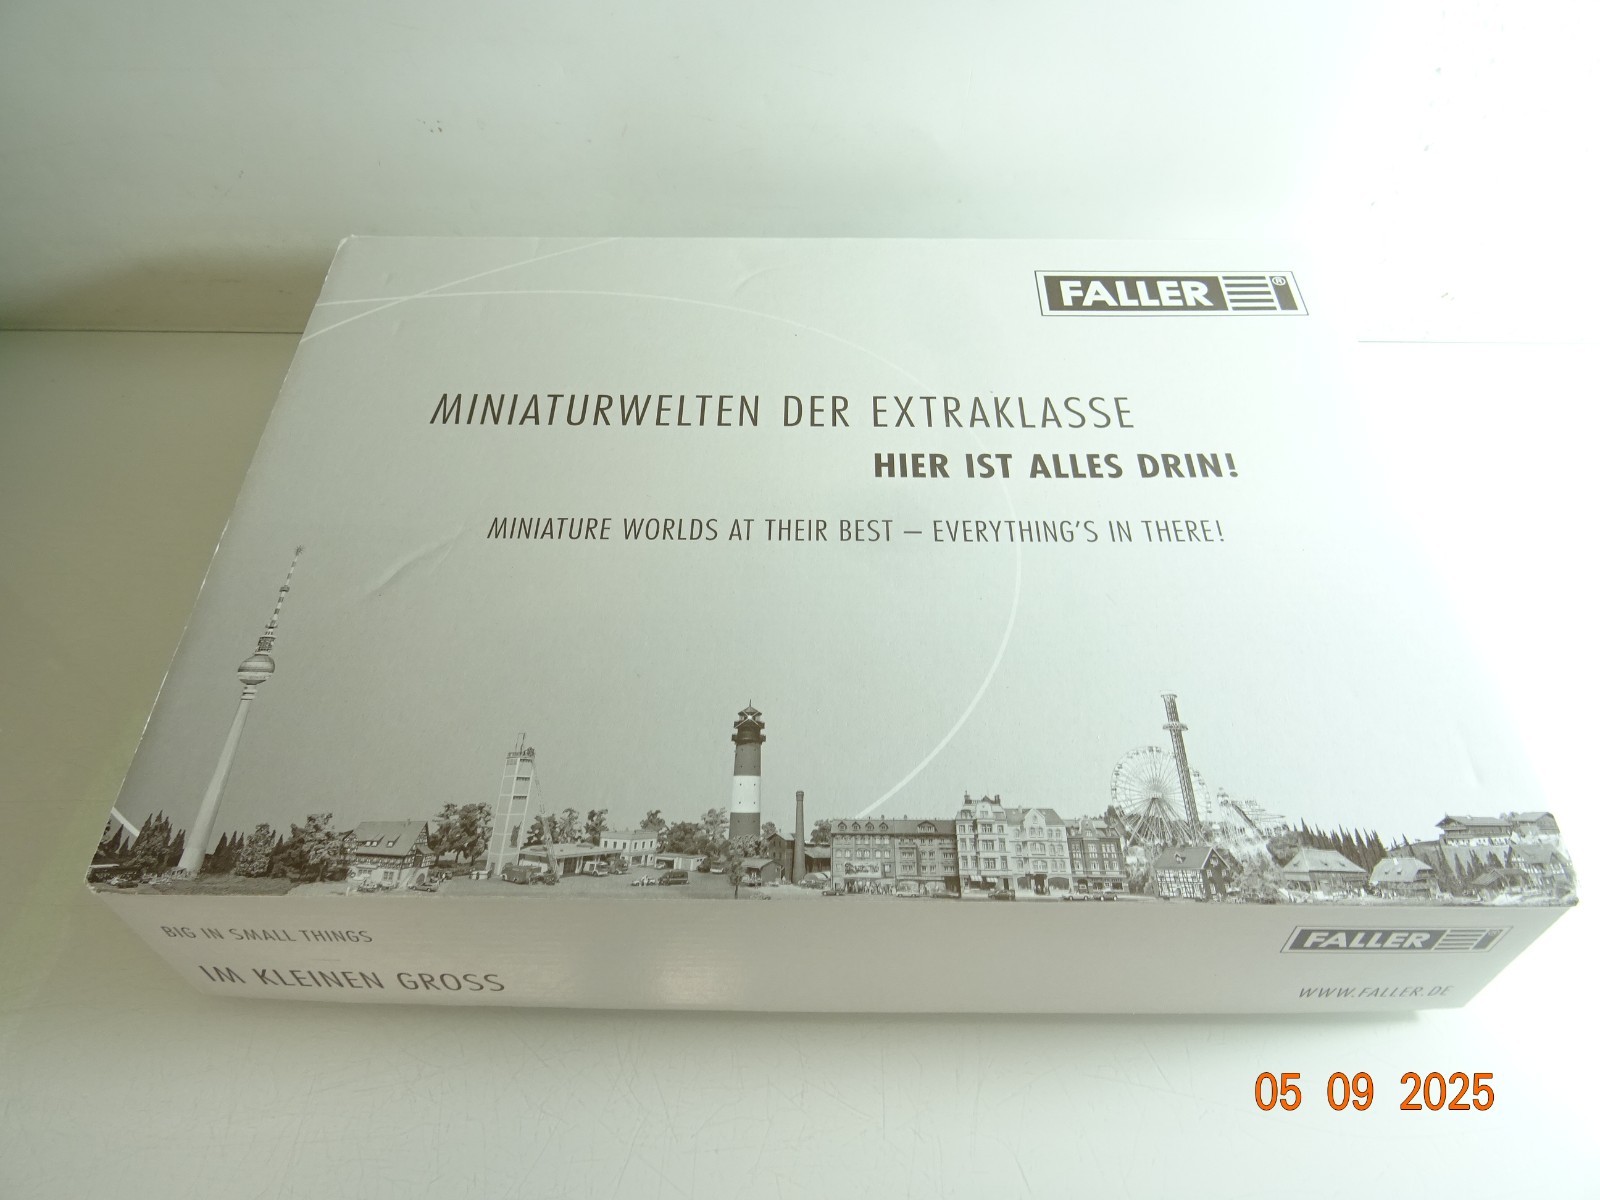 FALLER ®
MINIATURWELTEN DER EXTRAKLASSE
HIER IST ALLES DRIN!
MINIATURE WORLDS AT THEIR BEST – EVERYTHING'S IN THERE!
BIG IN SMALL THINGS
IM KLEINEN GROSS
FALLER ®
WWW.FALLER.DE
05 09 2025